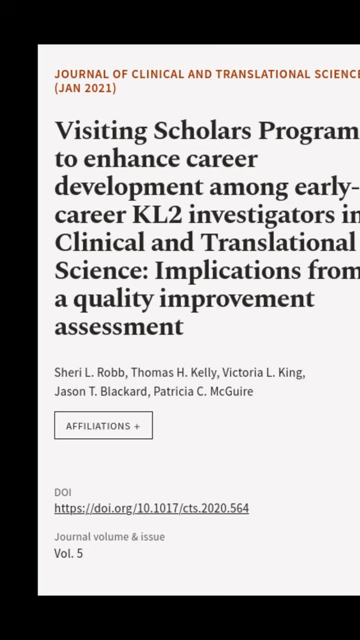 JOURNAL OF CLINICAL AND TRANSLATIONAL SCIENCE
(JAN 2021)
Visiting Scholars Program
to enhance career
development among early-
career KL2 investigators in
Clinical and Translational
Science: Implications from
a quality improvement
assessment
Sheri L. Robb, Thomas H. Kelly, Victoria L. King,
Jason T. Blackard, Patricia C. McGuire
AFFILIATIONS +
DOI
https://doi.org/10.1017/cts.2020.564
Journal volume & issue
Vol. 5